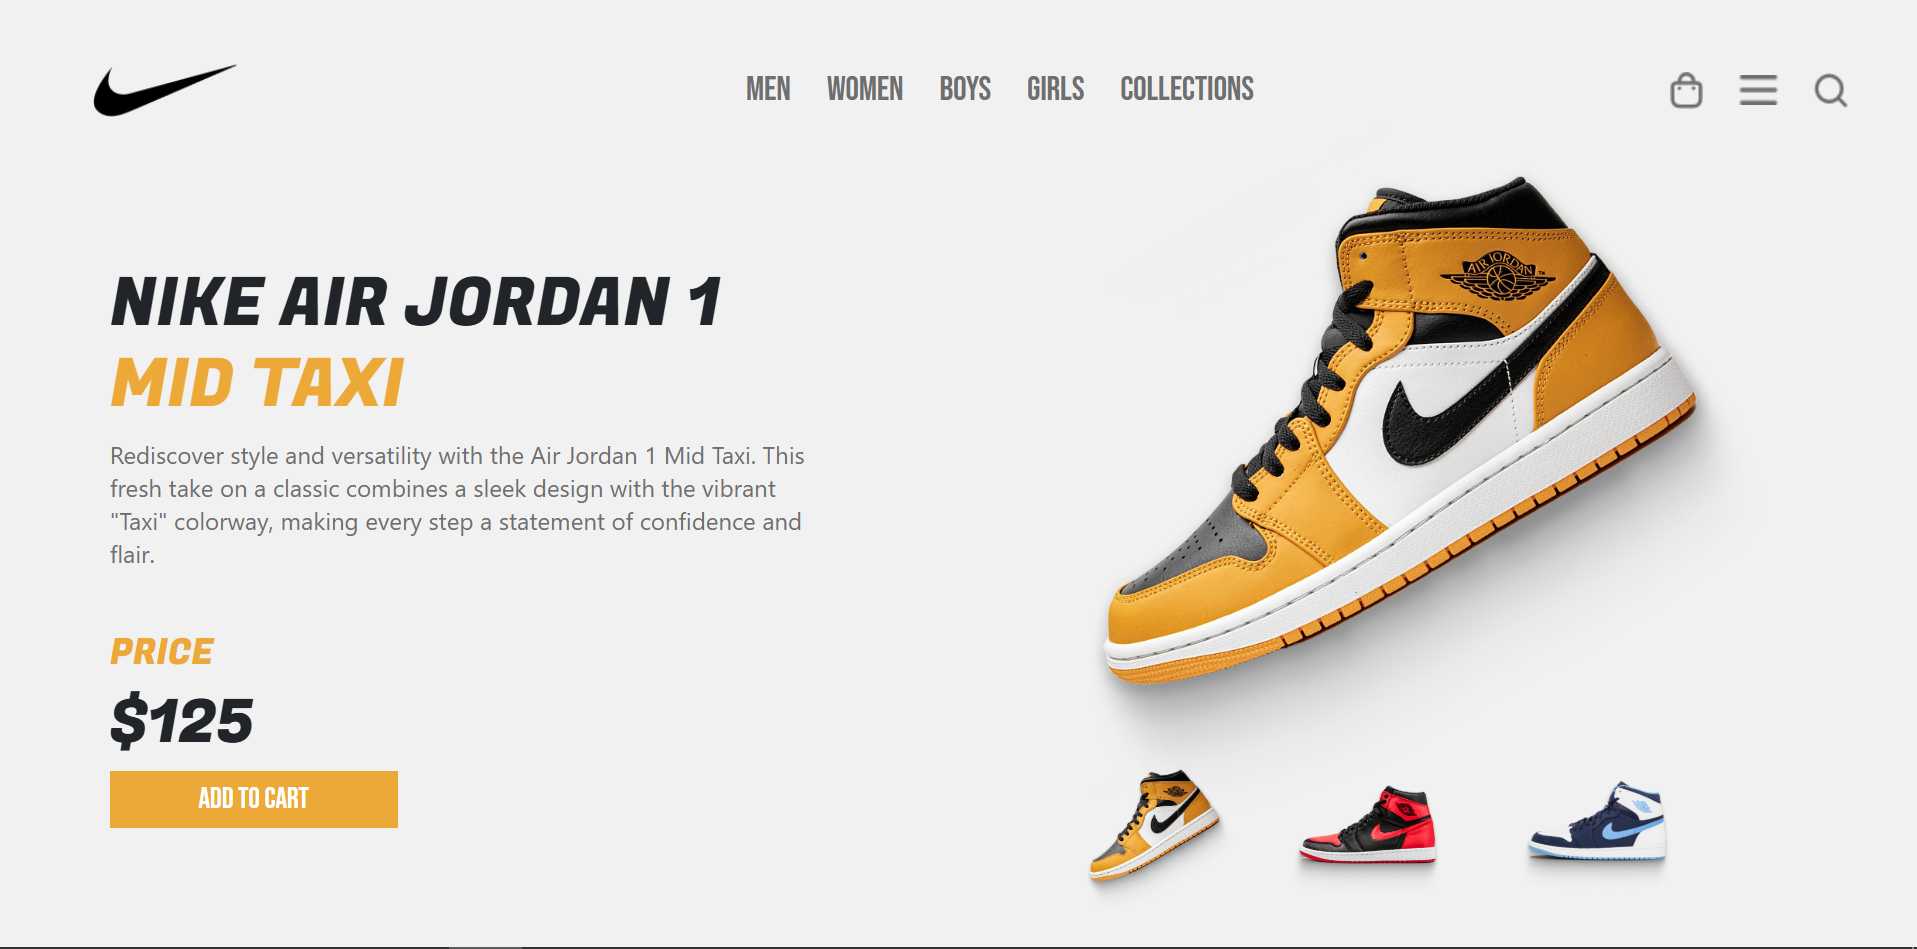 MEN WOMEN BOYS GIRLS COLLECTIONS
NIKE AIR JORDAN 1
MID TAXI
Rediscover style and versatility with the Air Jordan 1 Mid Taxi. This
fresh take on a classic combines a sleek design with the vibrant
"Taxi" colorway, making every step a statement of confidence and
flair.
PRICE
$125
ADD TO CART
AIR JORDAN TM